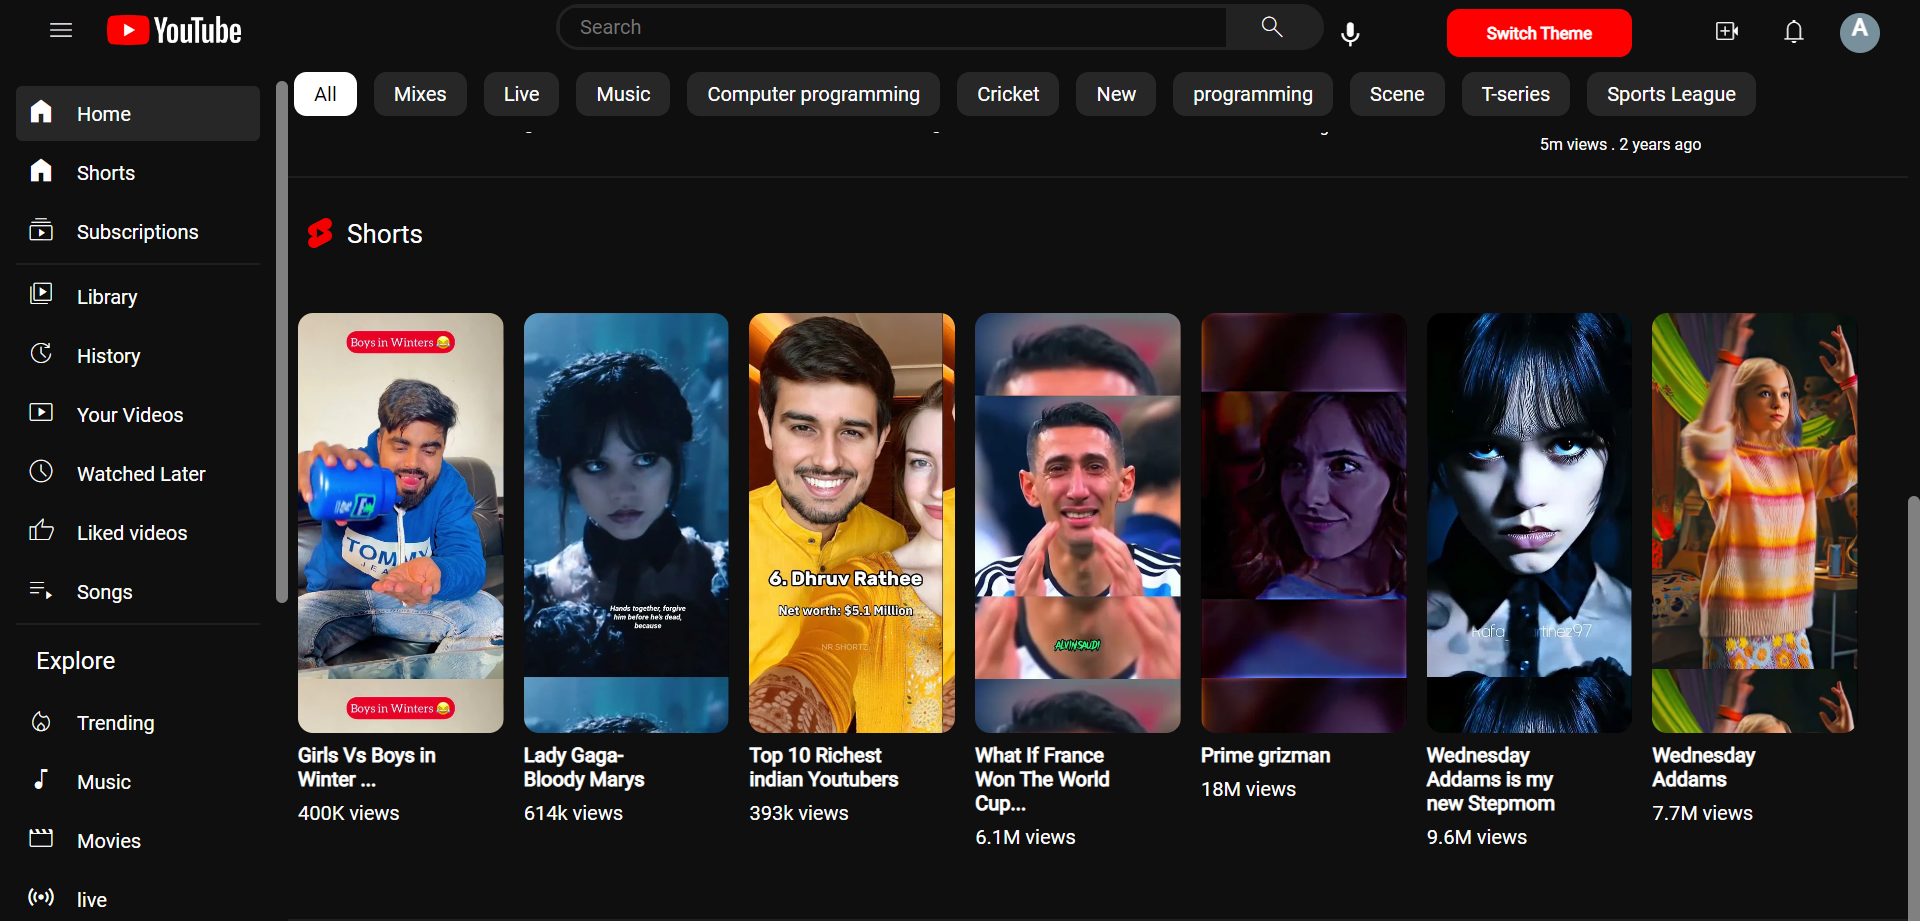 YouTube
Search
Switch Theme
A
All
Mixes
Live
Music
Computer programming
Cricket
New
programming
Scene
T-series
Sports League
Home
Shorts
Subscriptions
Library
History
Your Videos
Watched Later
Liked videos
Songs
Explore
Trending
Music
Movies
live
5m views . 2 years ago
Shorts
Boys in Winters 😂
TOMMY
JEA
Boys in Winters 😂
Girls Vs Boys in
Winter ...
400K views
Hands together, forgive
him before he's dead,
because
Lady Gaga-
Bloody Marys
614k views
6. Dhruv Rathee
Net worth: $5.1 Million
NR SHORTZ
Top 10 Richest
indian Youtubers
393k views
ALVINSAUDI
What If France
Won The World
Cup...
6.1M views
Prime grizman
18M views
Wednesday
Addams is my
new Stepmom
9.6M views
Wednesday
Addams
7.7M views